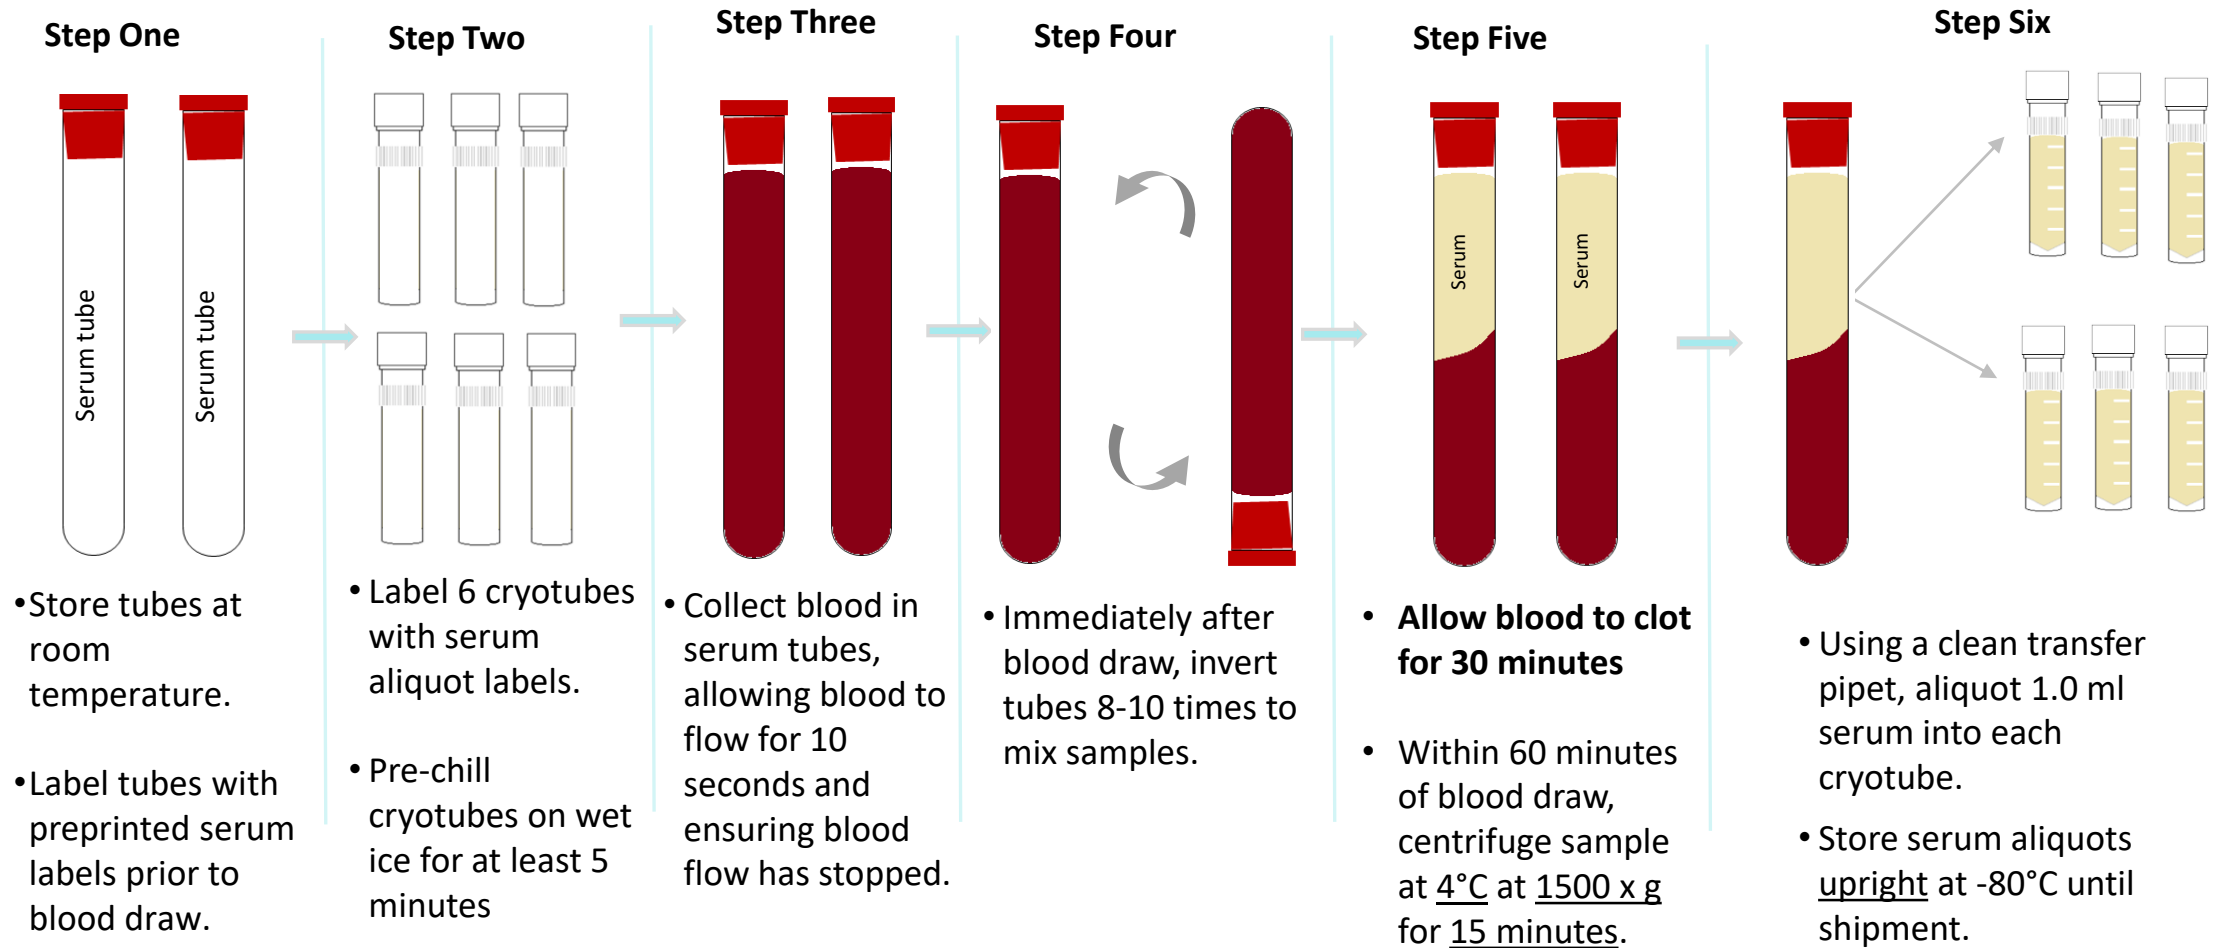 Step One
Serum tube
Serum tube
•Store tubes at
room
temperature.
•Label tubes with
preprinted serum
labels prior to
blood draw.
Step Two
• Label 6 cryotubes
with serum
aliquot labels.
• Pre-chill
cryotubes on wet
ice for at least 5
minutes
Step Three
• Collect blood in
serum tubes,
allowing blood to
flow for 10
seconds and
ensuring blood
flow has stopped.
Step Four
• Immediately after
blood draw, invert
tubes 8-10 times to
mix samples.
Step Five
Serum
Serum
• Allow blood to clot
for 30 minutes
• Within 60 minutes
of blood draw,
centrifuge sample
at 4°C at 1500 x g
for 15 minutes.
Step Six
• Using a clean transfer
pipet, aliquot 1.0 ml
serum into each
cryotube.
• Store serum aliquots
upright at -80°C until
shipment.